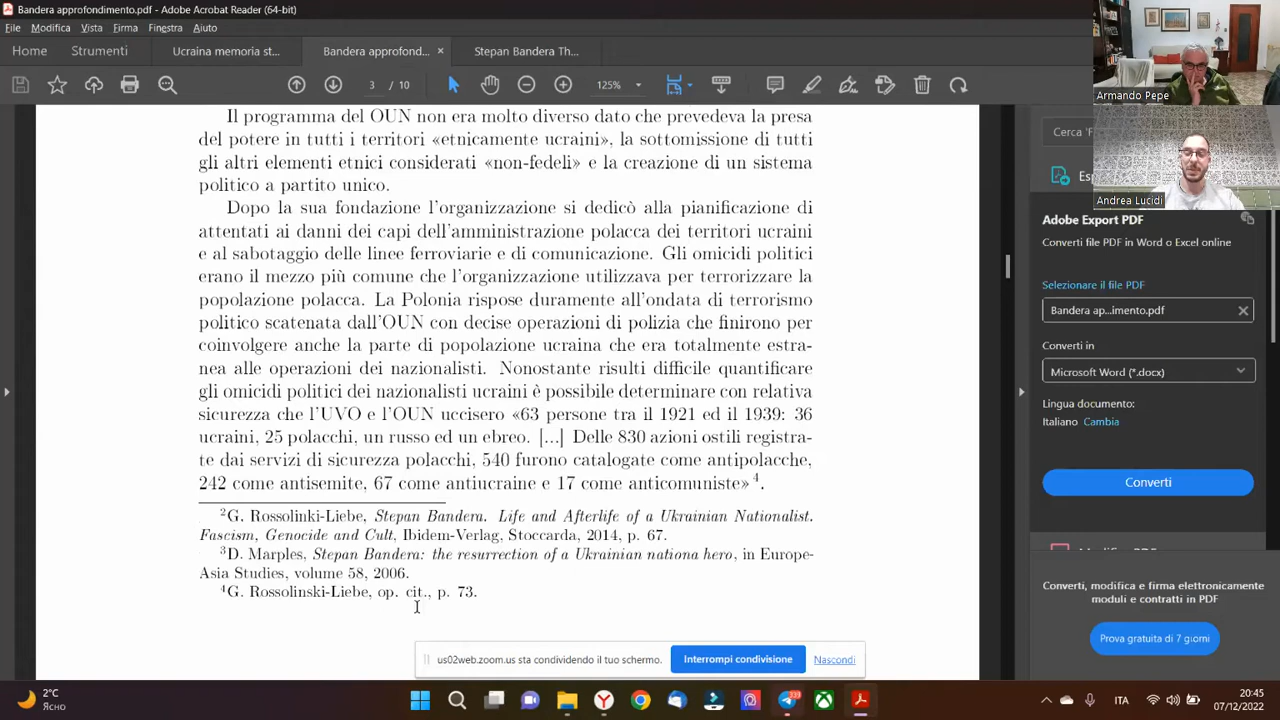 Bandera approfondimento.pdf - Adobe Acrobat Reader (64-bit)
File Modifica Vista Firma Finestra Aiuto
Home Strumenti Ucraina memoria st... Bandera approfond... × Stepan Bandera Th...
3 / 10 125%
Armando Pepe
Andrea Lucidi
Il programma del OUN non era molto diverso dato che prevedeva la presa
del potere in tutti i territori «etnicamente ucraini», la sottomissione di tutti
gli altri elementi etnici considerati «non-fedeli» e la creazione di un sistema
politico a partito unico.
Dopo la sua fondazione l'organizzazione si dedicò alla pianificazione di
attentati ai danni dei capi dell'amministrazione polacca dei territori ucraini
e al sabotaggio delle linee ferroviarie e di comunicazione. Gli omicidi politici
erano il mezzo più comune che l'organizzazione utilizzava per terrorizzare la
popolazione polacca. La Polonia rispose duramente all'ondata di terrorismo
politico scatenata dall'OUN con decise operazioni di polizia che finirono per
coinvolgere anche la parte di popolazione ucraina che era totalmente estra-
nea alle operazioni dei nazionalisti. Nonostante risulti difficile quantificare
gli omicidi politici dei nazionalisti ucraini è possibile determinare con relativa
sicurezza che l'UVO e l'OUN uccisero «63 persone tra il 1921 ed il 1939: 36
ucraini, 25 polacchi, un russo ed un ebreo. [...] Delle 830 azioni ostili registra-
te dai servizi di sicurezza polacchi, 540 furono catalogate come antipolacche,
242 come antisemite, 67 come antiucraine e 17 come anticomuniste»4.
2G. Rossolinki-Liebe, Stepan Bandera. Life and Afterlife of a Ukrainian Nationalist.
Fascism, Genocide and Cult, Ibidem-Verlag, Stoccarda, 2014, p. 67.
3D. Marples, Stepan Bandera: the resurrection of a Ukrainian nationa hero, in Europe-
Asia Studies, volume 58, 2006.
4G. Rossolinski-Liebe, op. cit., p. 73.
Cerca 'F
Esp
Adobe Export PDF
Converti file PDF in Word o Excel online
Selezionare il file PDF
Bandera ap...imento.pdf
Converti in
Microsoft Word (*.docx)
Lingua documento:
Italiano Cambia
Converti
Converti, modifica e firma elettronicamente
moduli e contratti in PDF
Prova gratuita di 7 giorni
us02web.zoom.us sta condividendo il tuo schermo. Interrompi condivisione Nascondi
2°C
Ясно
ITA
20:45
07/12/2022